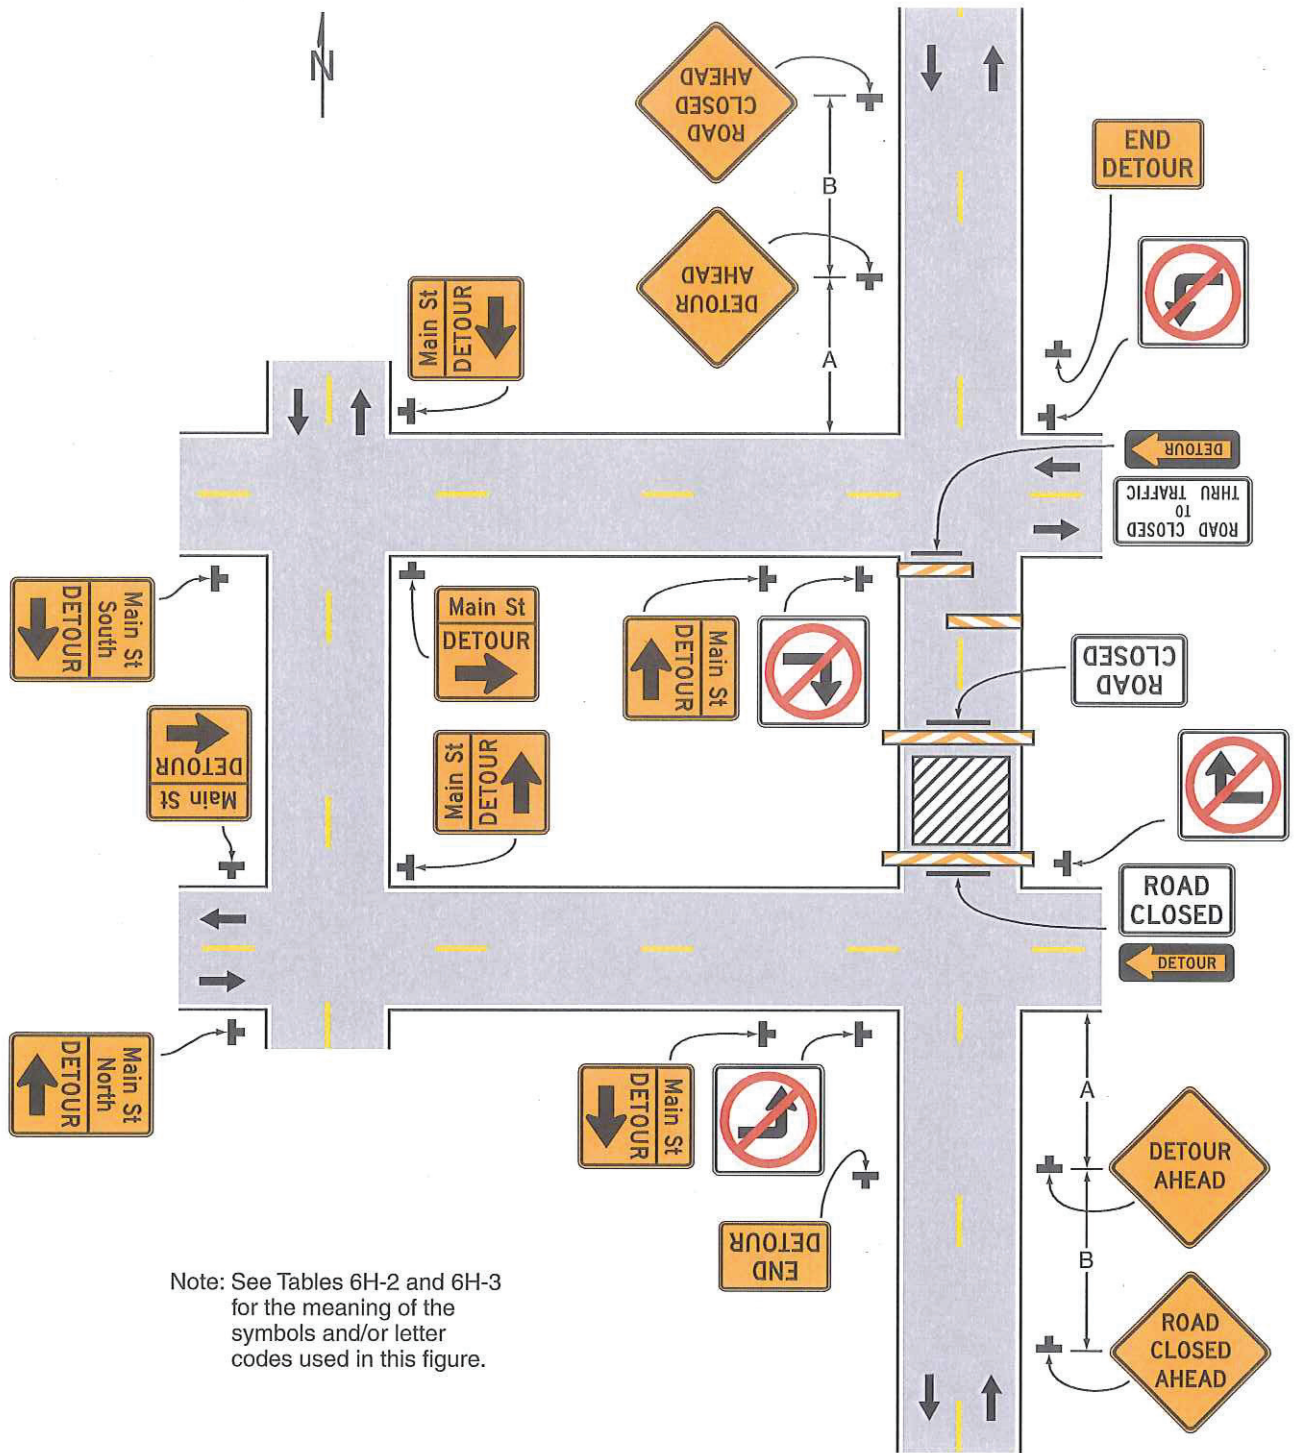 N
ROAD
CLOSED
AHEAD
B
DETOUR
AHEAD
A
END
DETOUR
Main St
DETOUR
DETOUR
ROAD CLOSED
TO
THRU TRAFFIC
Main St
South
DETOUR
Main St
DETOUR
Main St
DETOUR
ROAD
CLOSED
Main St
DETOUR
Main St
DETOUR
ROAD
CLOSED
DETOUR
Main St
North
DETOUR
Main St
DETOUR
A
DETOUR
AHEAD
END
DETOUR
B
ROAD
CLOSED
AHEAD
Note: See Tables 6H-2 and 6H-3
for the meaning of the
symbols and/or letter
codes used in this figure.